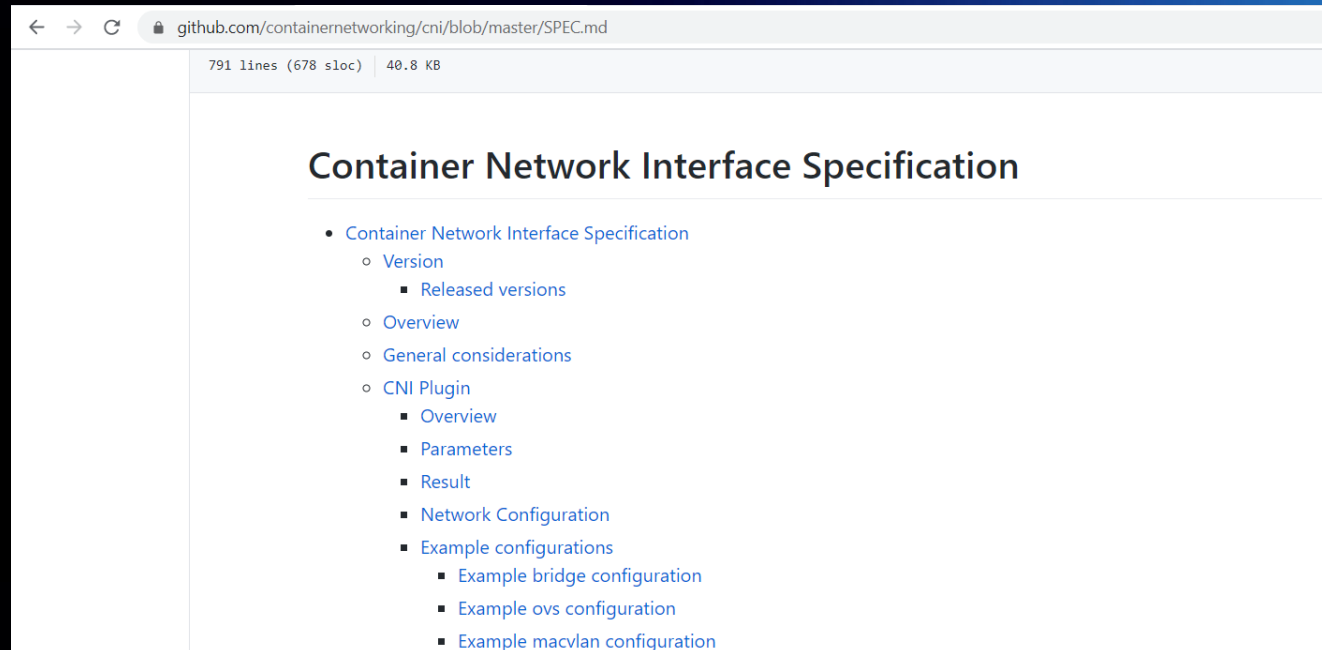 github.com/containernetworking/cni/blob/master/SPEC.md
791 lines (678 sloc) 40.8 KB
Container Network Interface Specification
Container Network Interface Specification
Version
Released versions
Overview
General considerations
CNI Plugin
Overview
Parameters
Result
Network Configuration
Example configurations
Example bridge configuration
Example ovs configuration
Example macvlan configuration